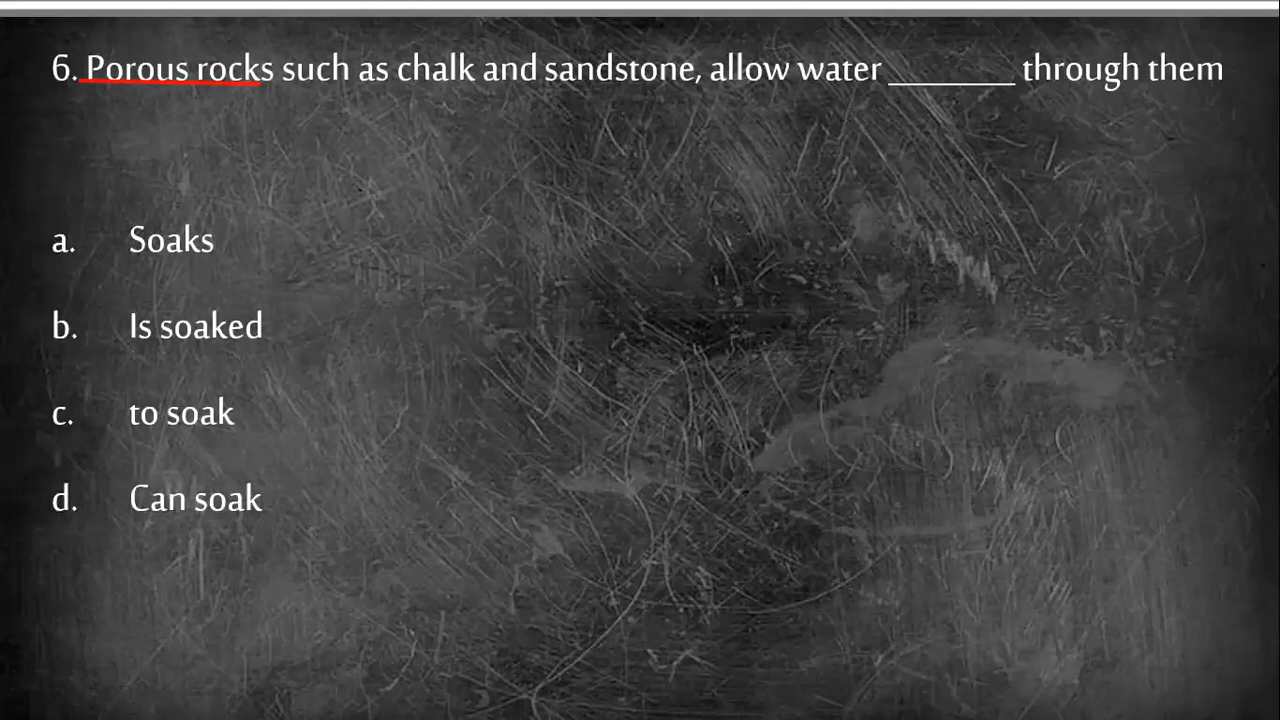 6. Porous rocks such as chalk and sandstone, allow water _______ through them
a. Soaks
b. Is soaked
c. to soak
d. Can soak